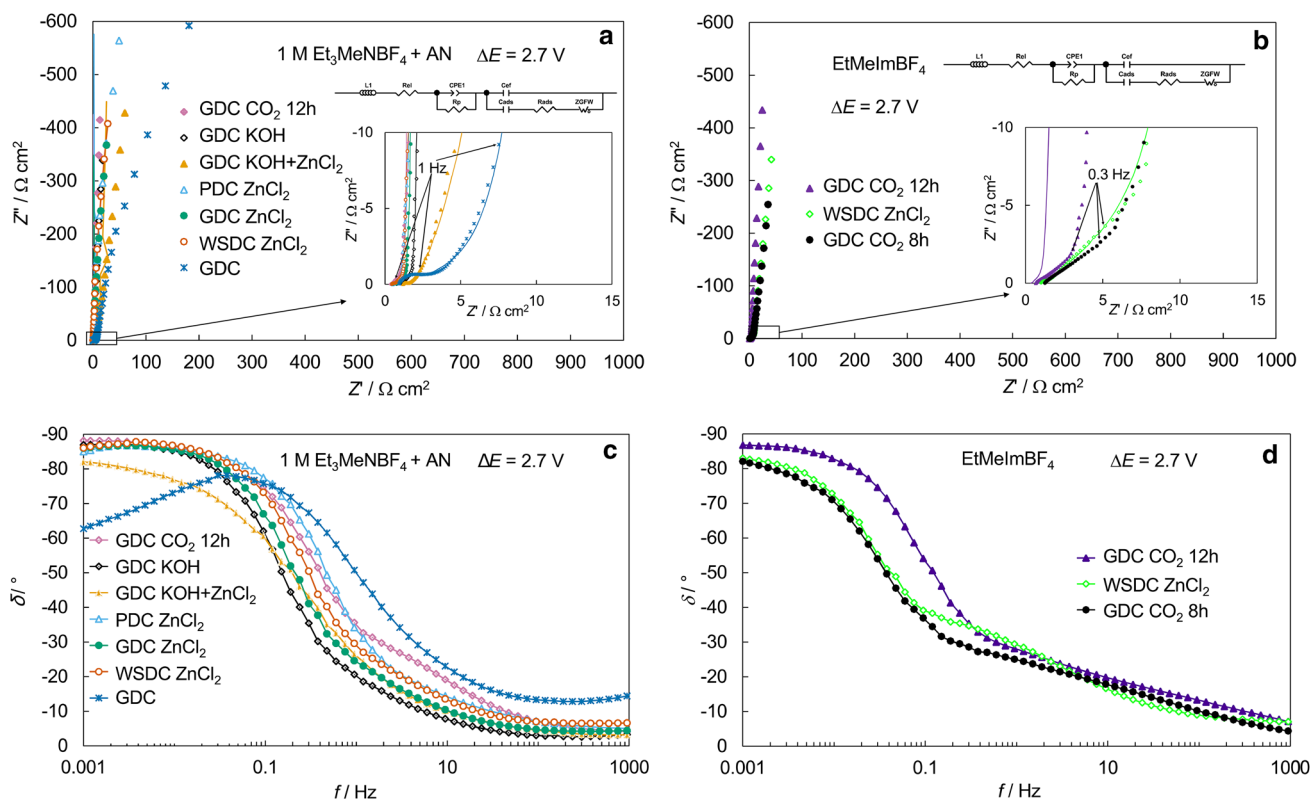 a
1 M Et3MeNBF4 + AN ΔE = 2.7 V
L1 Rel CPE1 Cef
Rp Cads Rads ZGFW
GDC CO2 12h
GDC KOH
GDC KOH+ZnCl2
PDC ZnCl2
GDC ZnCl2
WSDC ZnCl2
GDC
-600
-500
-400
-300
-200
-100
0
Z'' / Ω cm2
0 100 200 300 400 500 600 700 800 900 1000
Z' / Ω cm2
-10
-5
0
Z'' / Ω cm2
1 Hz
0 5 10 15
Z' / Ω cm2
b
EtMeImBF4
ΔE = 2.7 V
L1 Rel CPE1 Cef
Rp Cads Rads ZGFW
GDC CO2 12h
WSDC ZnCl2
GDC CO2 8h
-600
-500
-400
-300
-200
-100
0
Z'' / Ω cm2
0 100 200 300 400 500 600 700 800 900 1000
Z' / Ω cm2
-10
-5
0
Z'' / Ω cm2
0.3 Hz
0 5 10 15
Z' / Ω cm2
c
1 M Et3MeNBF4 + AN ΔE = 2.7 V
GDC CO2 12h
GDC KOH
GDC KOH+ZnCl2
PDC ZnCl2
GDC ZnCl2
WSDC ZnCl2
GDC
-90
-80
-70
-60
-50
-40
-30
-20
-10
0
δ/ °
0.001 0.1 10 1000
f / Hz
d
EtMeImBF4 ΔE = 2.7 V
GDC CO2 12h
WSDC ZnCl2
GDC CO2 8h
-90
-80
-70
-60
-50
-40
-30
-20
-10
0
δ / °
0.001 0.1 10 1000
f / Hz